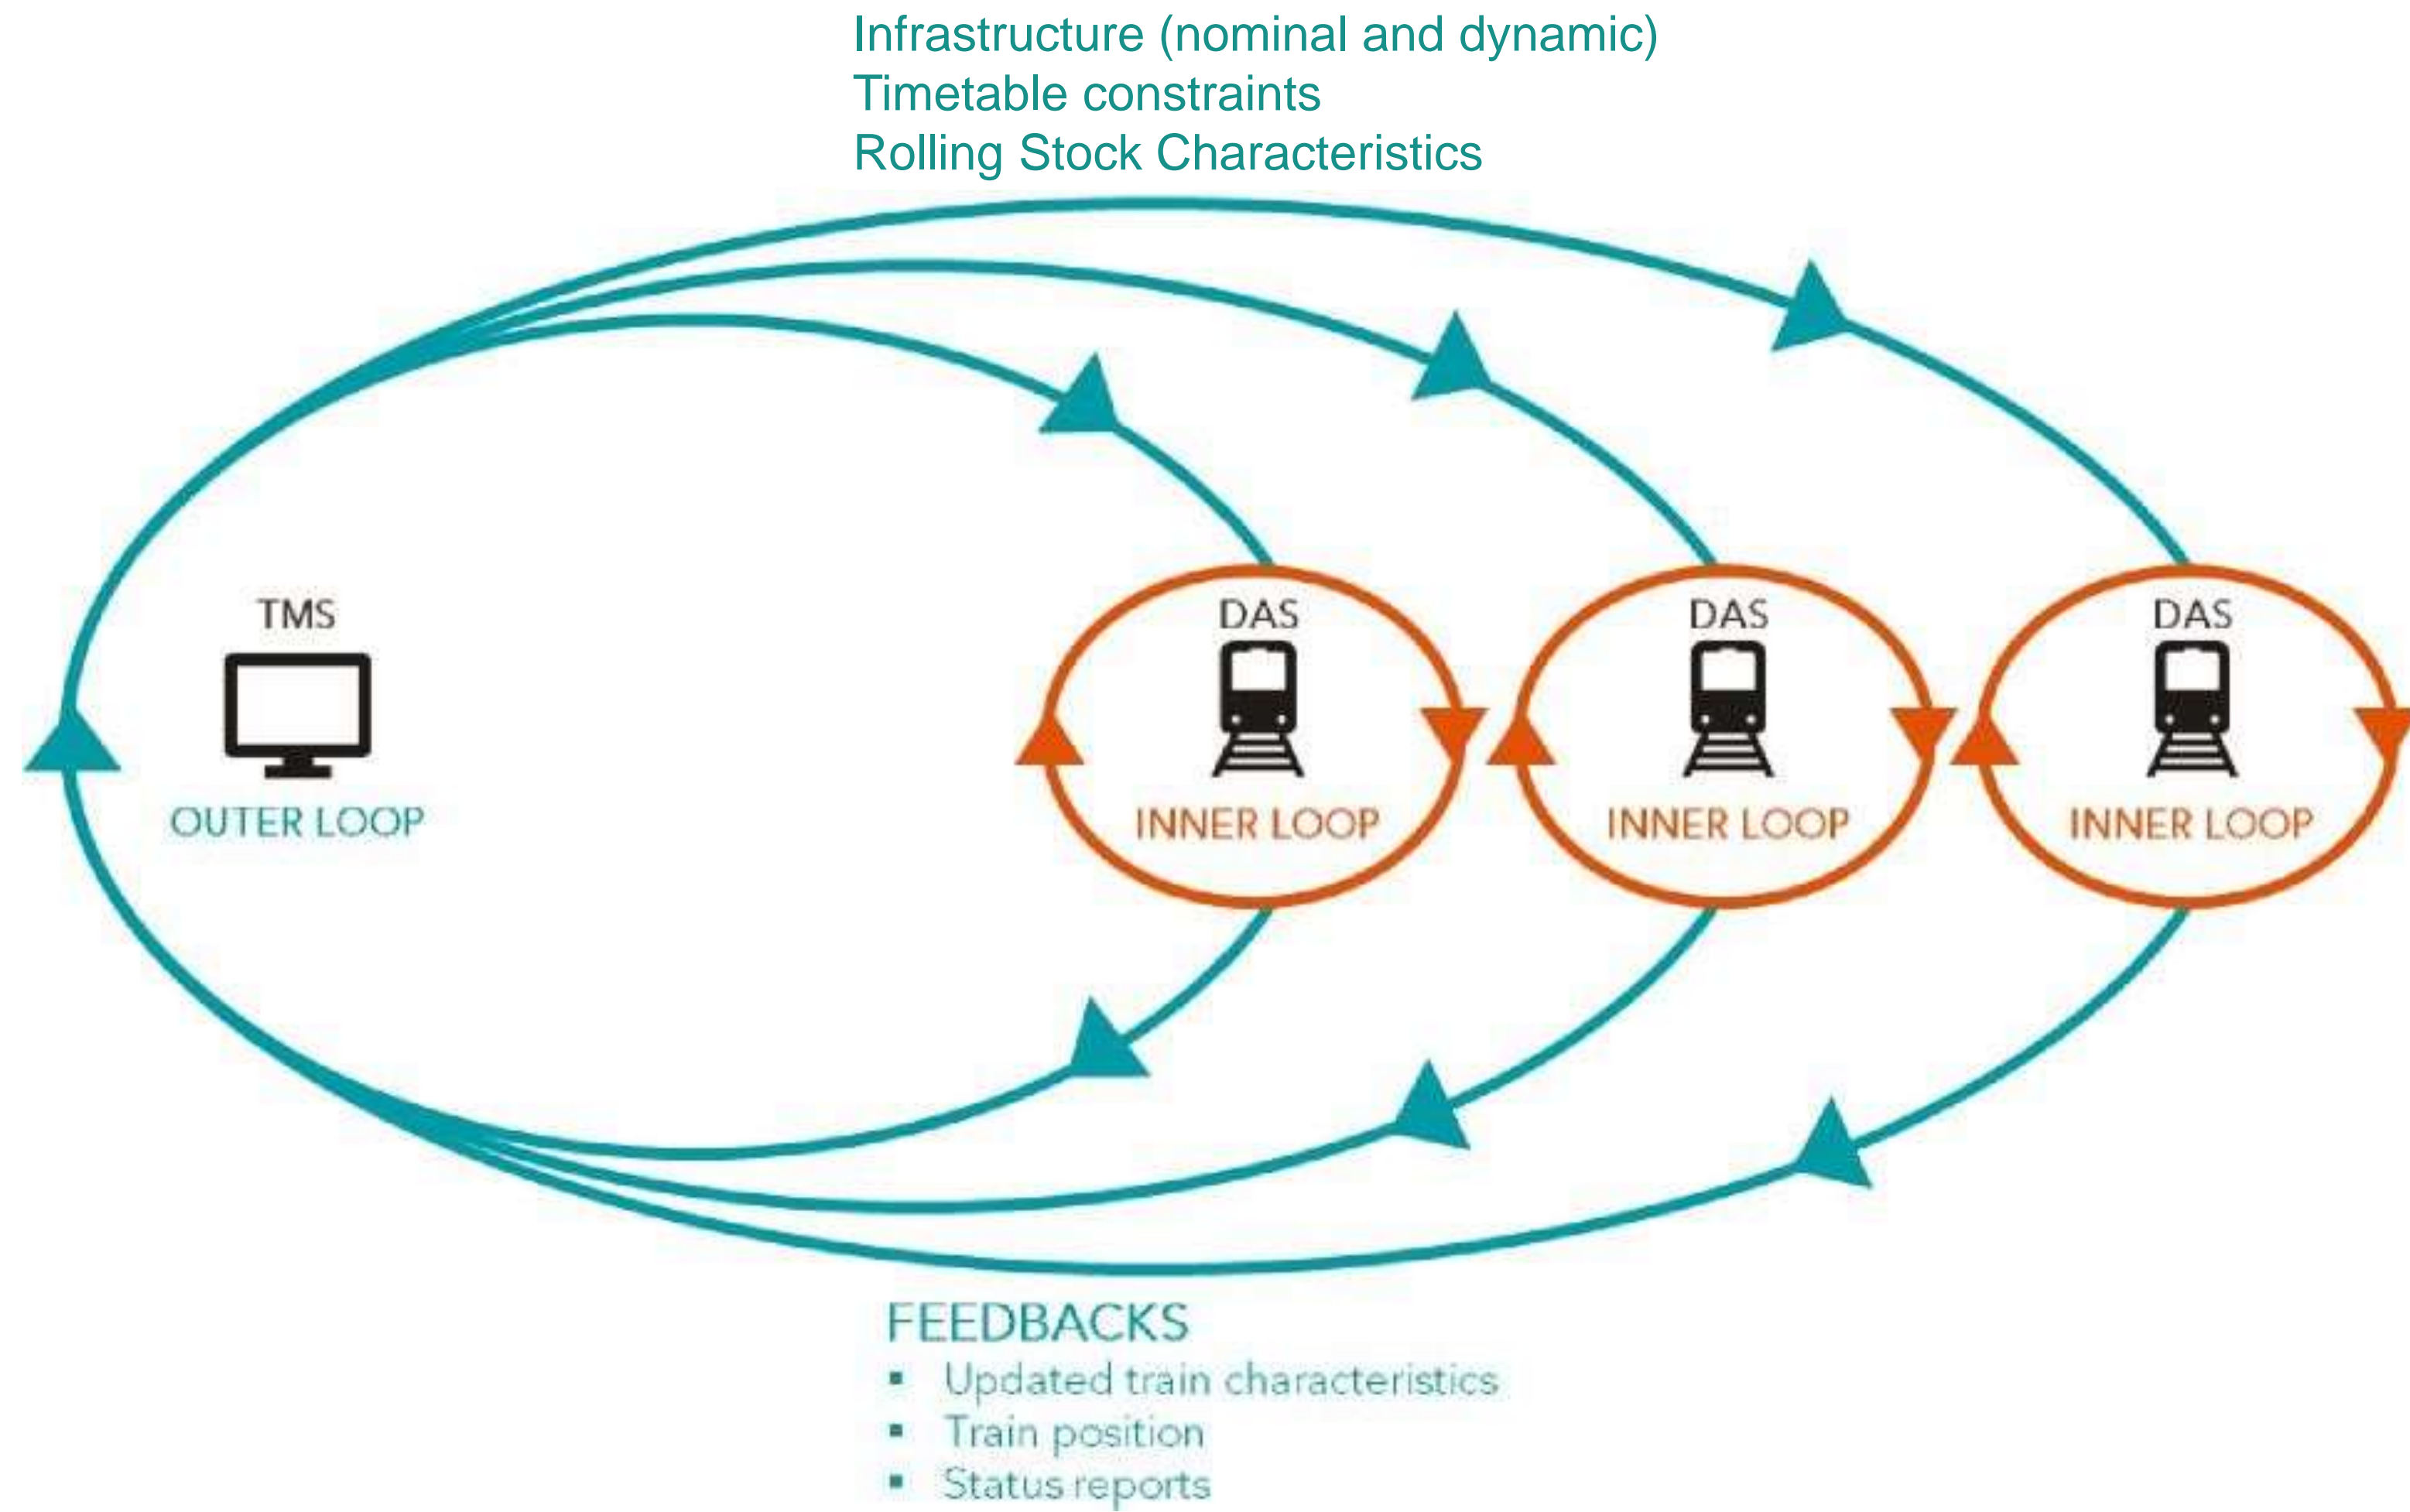 Infrastructure (nominal and dynamic)
Timetable constraints
Rolling Stock Characteristics
TMS
OUTER LOOP
DAS
INNER LOOP
DAS
INNER LOOP
DAS
INNER LOOP
FEEDBACKS
▪ Updated train characteristics
▪ Train position
▪ Status reports